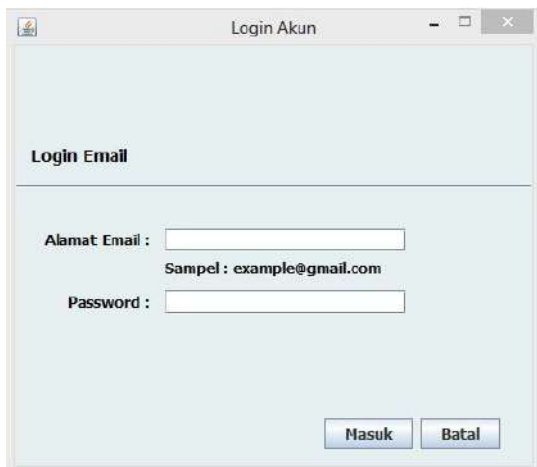 Login Akun
Login Email
Alamat Email :
Sampel : example@gmail.com
Password :
Masuk Batal